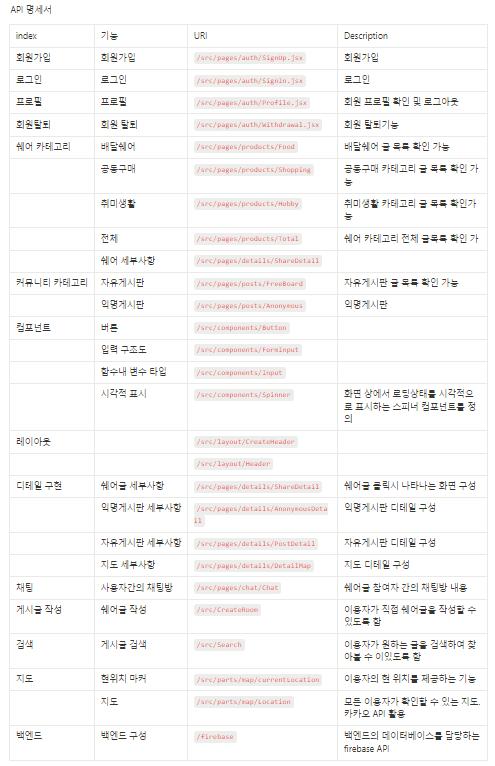 API 명세서
index 기능 URI Description
회원가입 회원가입 /src/pages/auth/SignUp.jsx 회원가입
로그인 로그인 /src/pages/auth/Signin.jsx 로그인
프로필 프로필 /src/pages/auth/Profile.jsx 회원 프로필 확인 및 로그아웃
회원탈퇴 회원 탈퇴 /src/pages/auth/Withdrawal.jsx 회원 탈퇴기능
쉐어 카테고리 배달쉐어 /src/pages/products/Food 배달쉐어 글 목록 확인 가능
공동구매 /src/pages/products/Shopping 공동구매 카테고리 글 목록 확인 가
능
취미생활 /src/pages/products/Hobby 취미생활 카테고리 글 목록 확인가
능
전체 /src/pages/products/Total 쉐어 카테고리 전체 글목록 확인 가
쉐어 세부사항 /src/pages/details/ShareDetail
커뮤니티 카테고리 자유게시판 /src/pages/posts/FreeBoard 자유게시판 글 목록 확인 가능
익명게시판 /src/pages/posts/Anonymous 익명게시판
컴포넌트 버튼 /src/components/Button
입력 구조도 /src/components/FormInput
함수내 변수 타입 /src/components/Input
시각적 표시 /src/components/Spinner 화면 상에서 로딩상태를 시각적으
로 표시하는 스피너 컴포넌트를 정
의
레이아웃 /src/layout/CreateHeader
/src/layout/Header
디테일 구현 쉐어글 세부사항 /src/pages/details/ShareDetail 쉐어글 클릭시 나타나는 화면 구성
익명게시판 세부사항 /src/pages/details/AnonymousDeta 익명게시판 디테일 구성
il
자유게시판 세부사항 /src/pages/details/PostDetail 자유게시판 디테일 구성
지도 세부사항 /src/pages/details/DetailMap 지도 디테일 구성
채팅 사용자간의 채팅방 /src/pages/chat/Chat 쉐어글 참여자 간의 채팅방 내용
게시글 작성 쉐어글 작성 /src/CreateRoom 이용자가 직접 쉐어글을 작성할 수
있도록 함
검색 게시글 검색 /src/Search 이용자가 원하는 글을 검색하여 찾
아볼 수 이있도록 함
지도 현위치 마커 /src/parts/map/currentLocation 이용자의 현 위치를 제공하는 기능
지도 /src/parts/map/Location 모든 이용자가 확인할 수 있는 지도.
카카오 API 활용
백엔드 백엔드 구성 /firebase 백엔드의 데이터베이스를 담당하는
firebase API